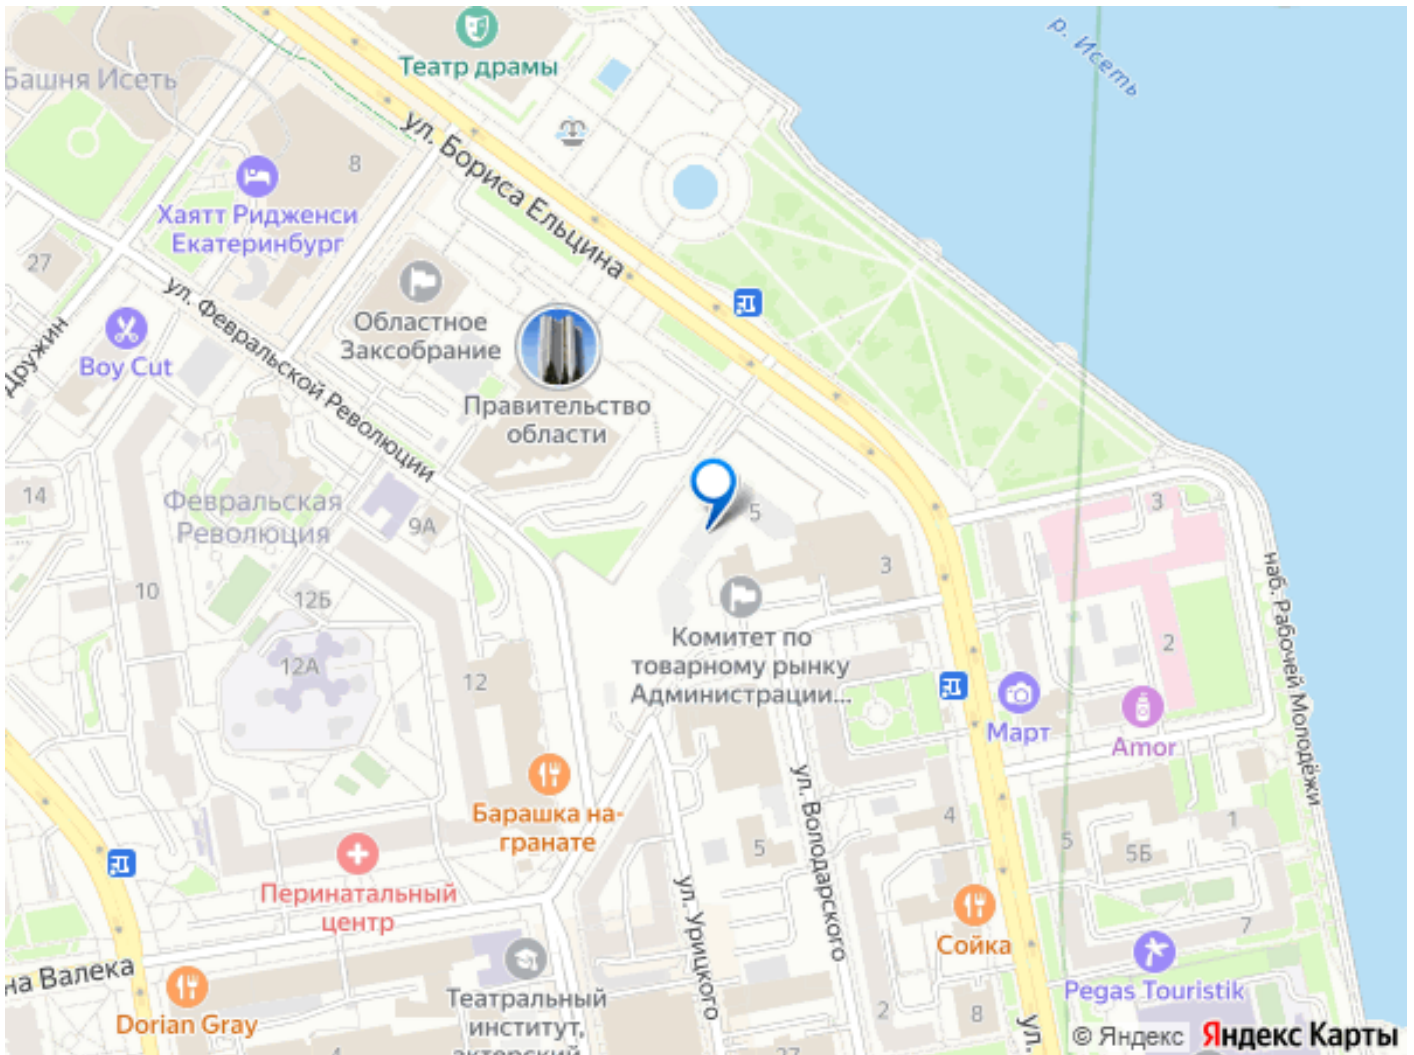 р. Исеть
Театр драмы
Башня Исеть
ул. Бориса Ельцина
8
Хаятт Ридженси
Екатеринбург
27
ул. Февральской Революции
Дружин
Boy Cut
Областное
Заксобрание
Правительство
области
14
Февральская
Революция
9А
5
3
3
наб. Рабочей Молодёжи
10
12Б
12А
12
Комитет по
товарному рынку
Администрации...
2
Март
Amor
Барашка на-
гранате
ул. Володарского
5
4
5
5Б
1
Перинатальный
центр
ул. Урицкого
Сойка
7
на Валека
Dorian Gray
Театральный
институт,
актерский
Pegas Touristik
2
8
ул.
4
27
© Яндекс Яндекс Карты